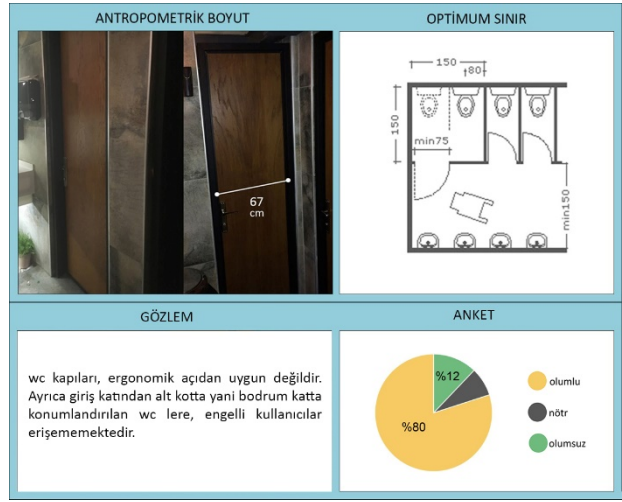 ANTROPOMETRİK BOYUT
67
cm
OPTİMUM SINIR
150
80
150
min75
min150
GÖZLEM
wc kapıları, ergonomik açıdan uygun değildir.
Ayrıca giriş katından alt kotta yani bodrum katta
konumlandırılan wc lere, engelli kullanıcılar
erişememektedir.
ANKET
%12
%80
olumlu
nötr
olumsuz